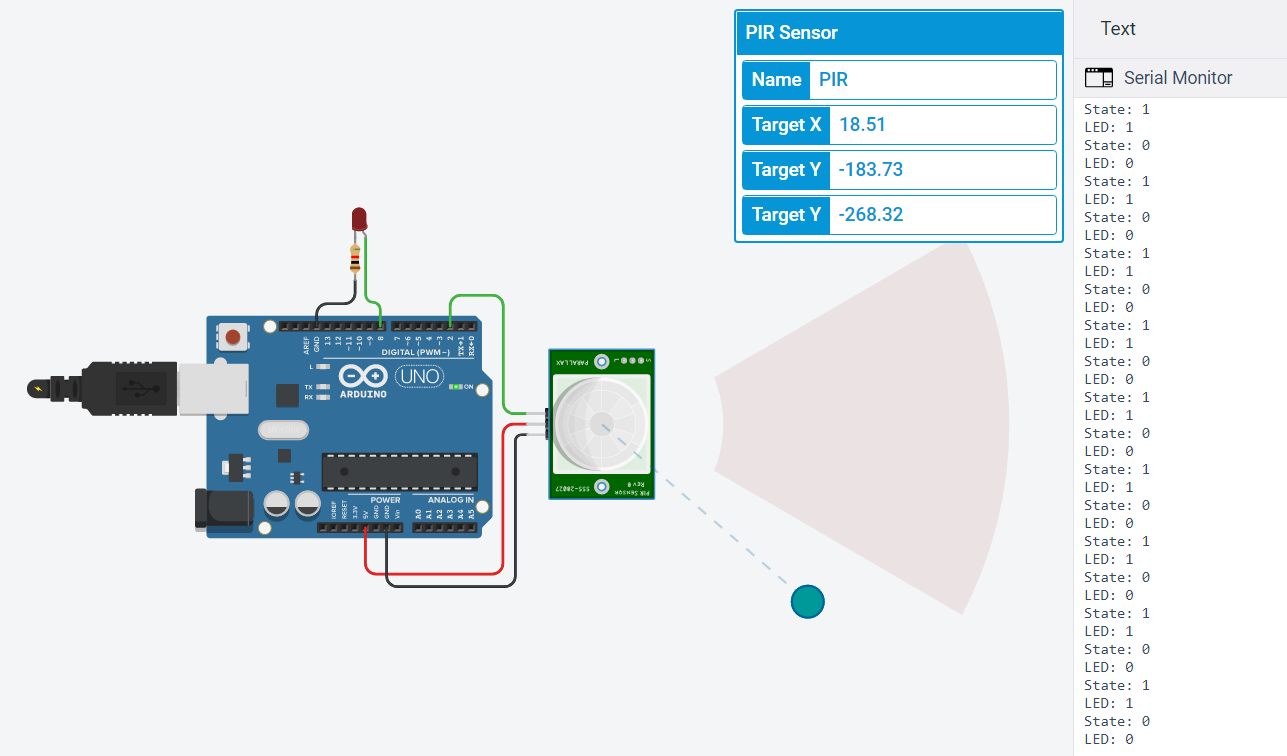 PIR Sensor
Name PIR
Target X 18.51
Target Y -183.73
Target Y -268.32
Text
Serial Monitor
State: 1
LED: 1
State: 0
LED: 0
State: 1
LED: 1
State: 0
LED: 0
State: 1
LED: 1
State: 0
LED: 0
State: 1
LED: 1
State: 0
LED: 0
State: 1
LED: 1
State: 0
LED: 0
State: 1
LED: 1
State: 0
LED: 0
State: 1
LED: 1
State: 0
LED: 0
State: 1
LED: 1
State: 0
LED: 0
State: 1
LED: 1
State: 0
LED: 0
AREF
GND
13
12
~11
~10
~9
8
7
~6
~5
4
~3
2
TX→1
RX←0
DIGITAL (PWM~)
L
TX
RX
ARDUINO
UNO
ON
POWER
ANALOG IN
IOREF
RESET
3.3V
5V
GND
GND
Vin
A0
A1
A2
A3
A4
A5
PARALLAX
L
S
PIR SENSOR
Rev B
555-28027